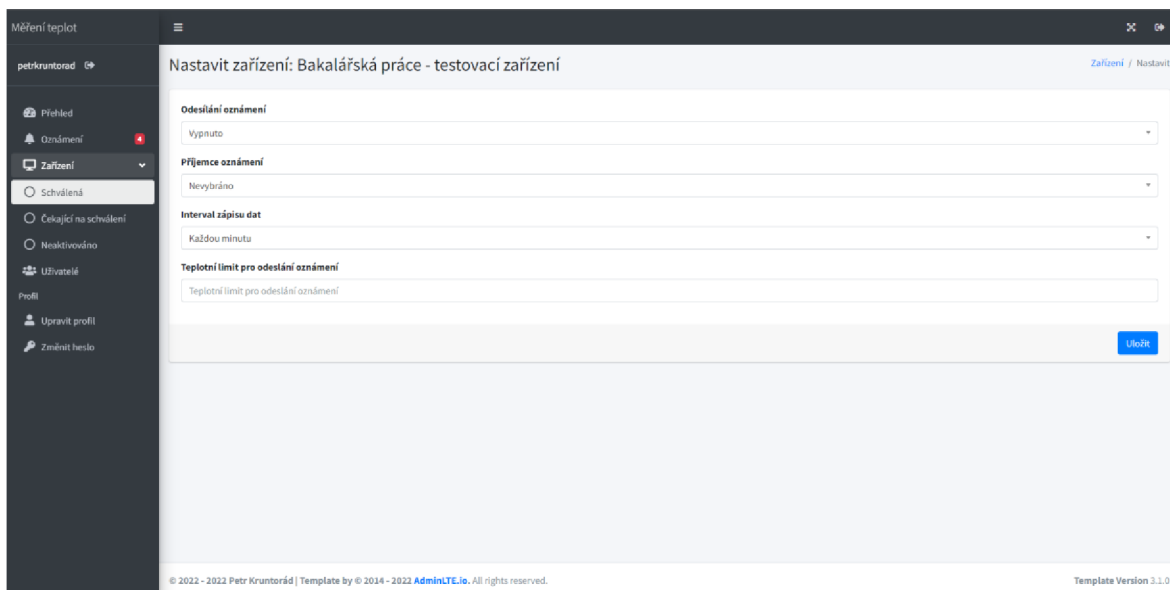 Měření teplot
petrkruntorad
Přehled
Oznámení 4
Zařízení
Schválená
Čekající na schválení
Neaktivováno
Uživatelé
Profil
Upravit profil
Změnit heslo
Nastavit zařízení: Bakalářská práce - testovací zařízení
Zařízení / Nastavit
Odesílání oznámení
Vypnuto
Příjemce oznámení
Nevybráno
Interval zápisu dat
Každou minutu
Teplotní limit pro odeslání oznámení
Teplotní limit pro odeslání oznámení
Uložit
© 2022 - 2022 Petr Kruntorád | Template by © 2014 - 2022 AdminLTE.io. All rights reserved.
Template Version 3.1.0